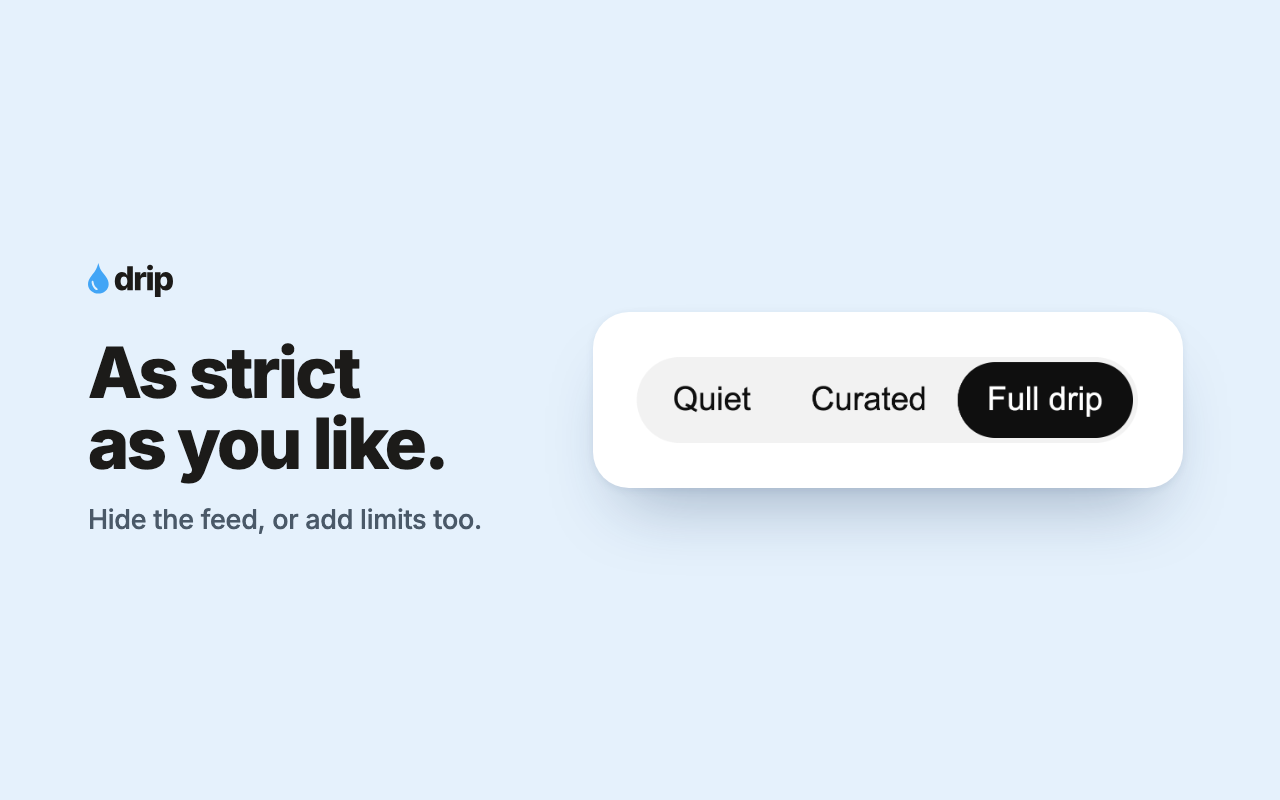 drip
As strict
as you like.
Hide the feed, or add limits too.
Quiet Curated Full drip